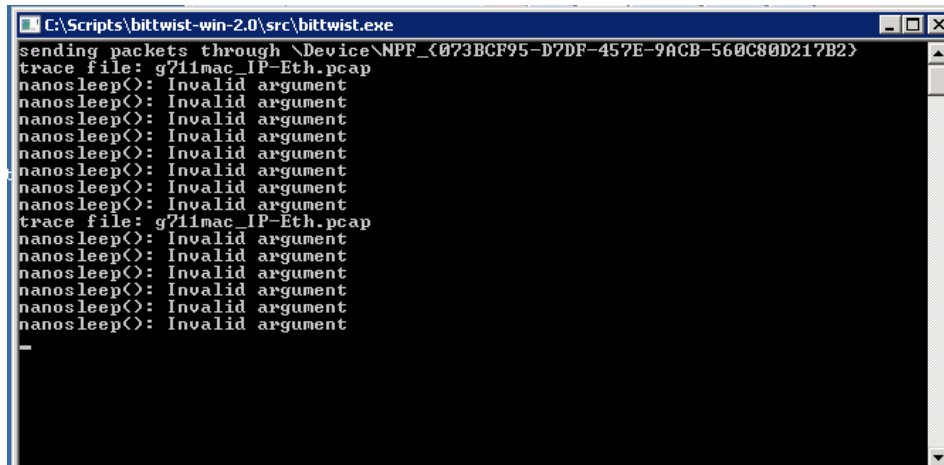 C:\Scripts\bittwist-win-2.0\src\bittwist.exe
sending packets through \Device\NPF_{073BCF95-D7DF-457E-9ACB-560C80D217B2}
trace file: g711mac_IP-Eth.pcap
nanosleep(): Invalid argument
nanosleep(): Invalid argument
nanosleep(): Invalid argument
nanosleep(): Invalid argument
nanosleep(): Invalid argument
nanosleep(): Invalid argument
nanosleep(): Invalid argument
nanosleep(): Invalid argument
trace file: g711mac_IP-Eth.pcap
nanosleep(): Invalid argument
nanosleep(): Invalid argument
nanosleep(): Invalid argument
nanosleep(): Invalid argument
nanosleep(): Invalid argument
nanosleep(): Invalid argument